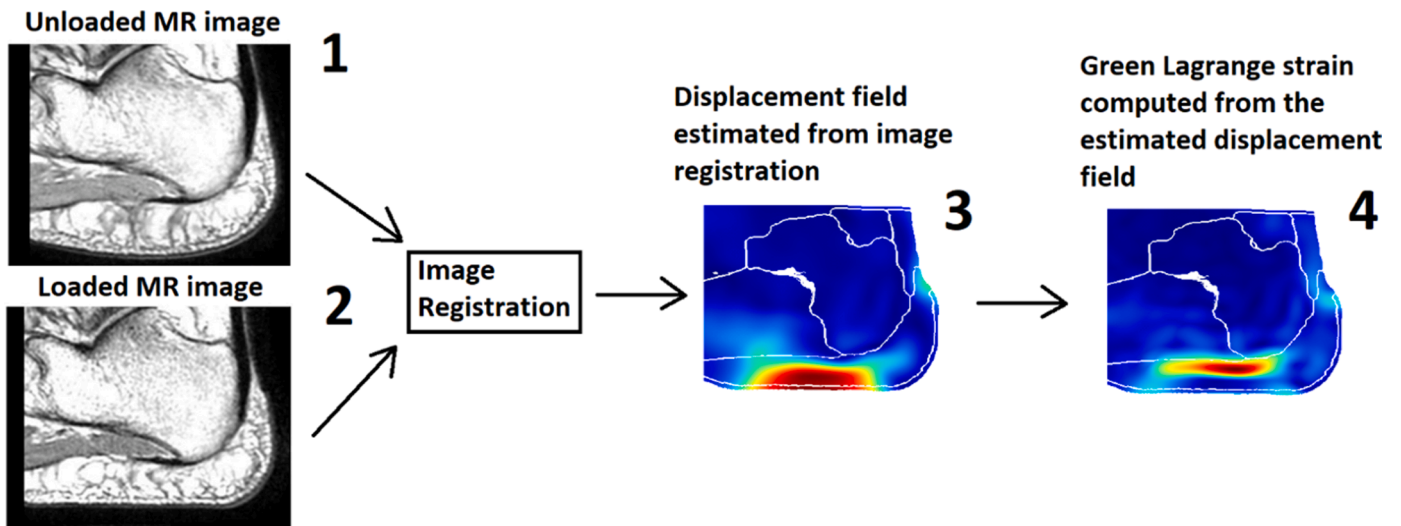 Unloaded MR image
1
Loaded MR image
2
Image
Registration
Displacement field
estimated from image
registration
3
Green Lagrange strain
computed from the
estimated displacement
field
4